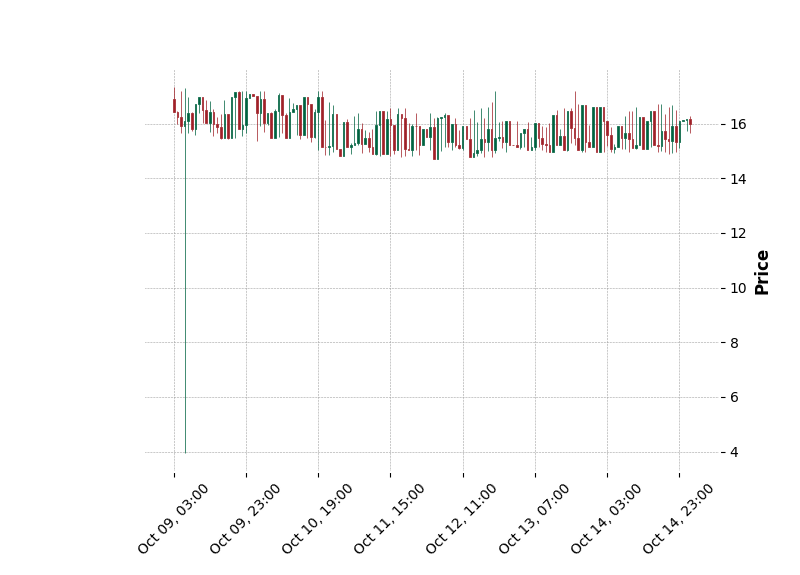 16
14
12
10
8
6
4
Price
Oct 09, 03:00
Oct 09, 23:00
Oct 10, 19:00
Oct 11, 15:00
Oct 12, 11:00
Oct 13, 07:00
Oct 14, 03:00
Oct 14, 23:00